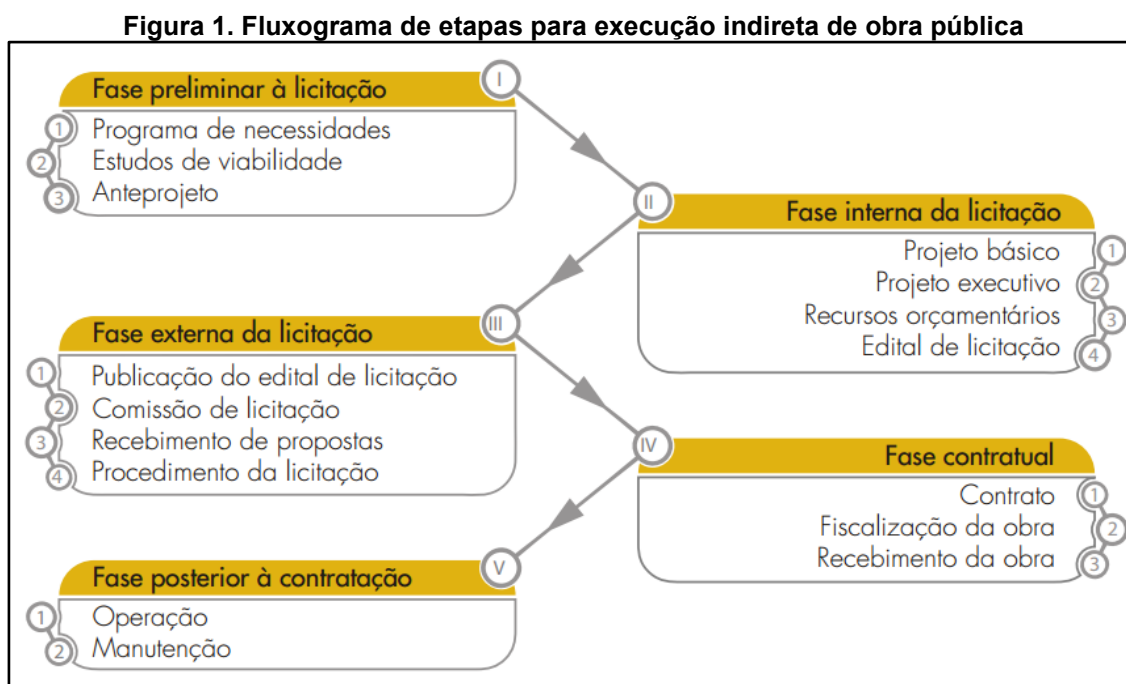 Figura 1. Fluxograma de etapas para execução indireta de obra pública
Fase preliminar à licitação
I
1 Programa de necessidades
2 Estudos de viabilidade
3 Anteprojeto
II
Fase interna da licitação
Projeto básico 1
Projeto executivo 2
Recursos orçamentários 3
Edital de licitação 4
Fase externa da licitação
III
1 Publicação do edital de licitação
2 Comissão de licitação
3 Recebimento de propostas
4 Procedimento da licitação
IV
Fase contratual
Contrato 1
Fiscalização da obra 2
Recebimento da obra 3
Fase posterior à contratação
V
1 Operação
2 Manutenção